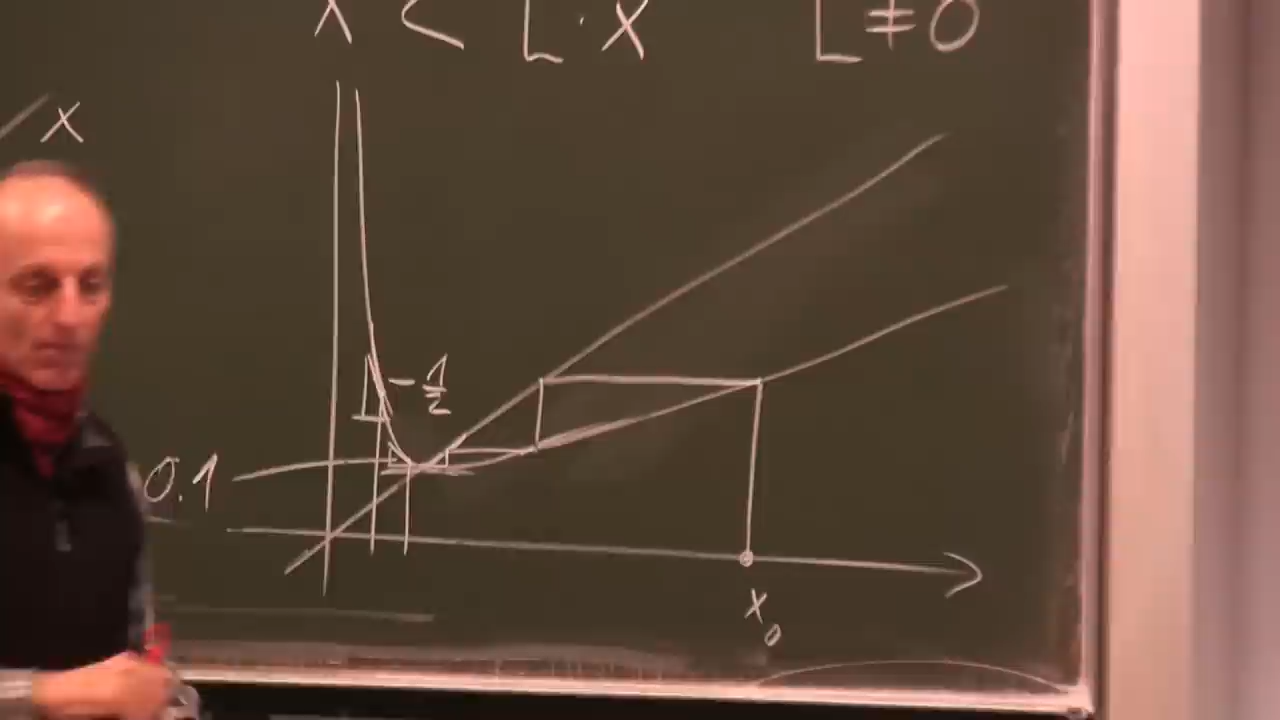 x < L · x L ≠ 0
/ x
- 1/2
0.1
x₀